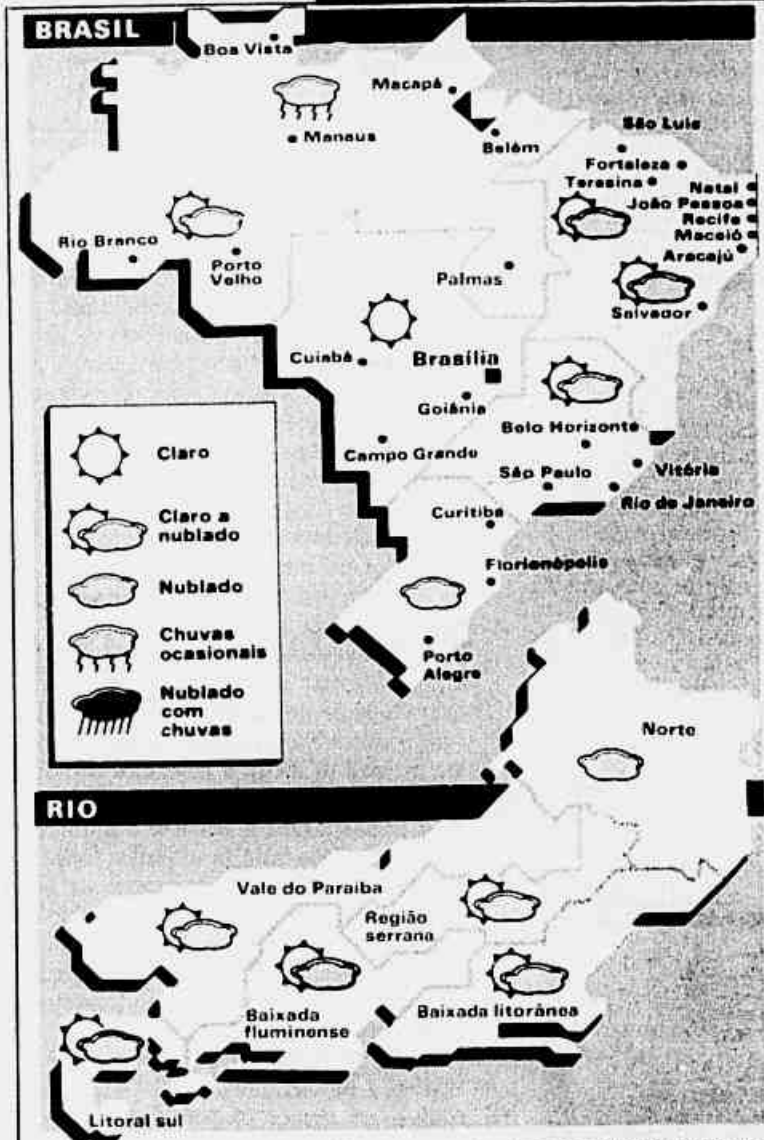 BRASIL
Boa Vista
Macapá
Manaus
Belém
São Luis
Fortaleza
Teresina
Natal
João Pessoa
Recife
Maceió
Aracajú
Rio Branco
Porto
Velho
Palmas
Salvador
Cuiabá
Brasília
Goiânia
Belo Horizonte
Campo Grande
São Paulo
Vitória
Rio de Janeiro
Curitiba
Florianópolis
Porto
Alegre
Claro
Claro a
nublado
Nublado
Chuvas
ocasionais
Nublado
com
chuvas
RIO
Norte
Vale do Paraiba
Região
serrana
Baixada
fluminense
Baixada litorânea
Litoral sul